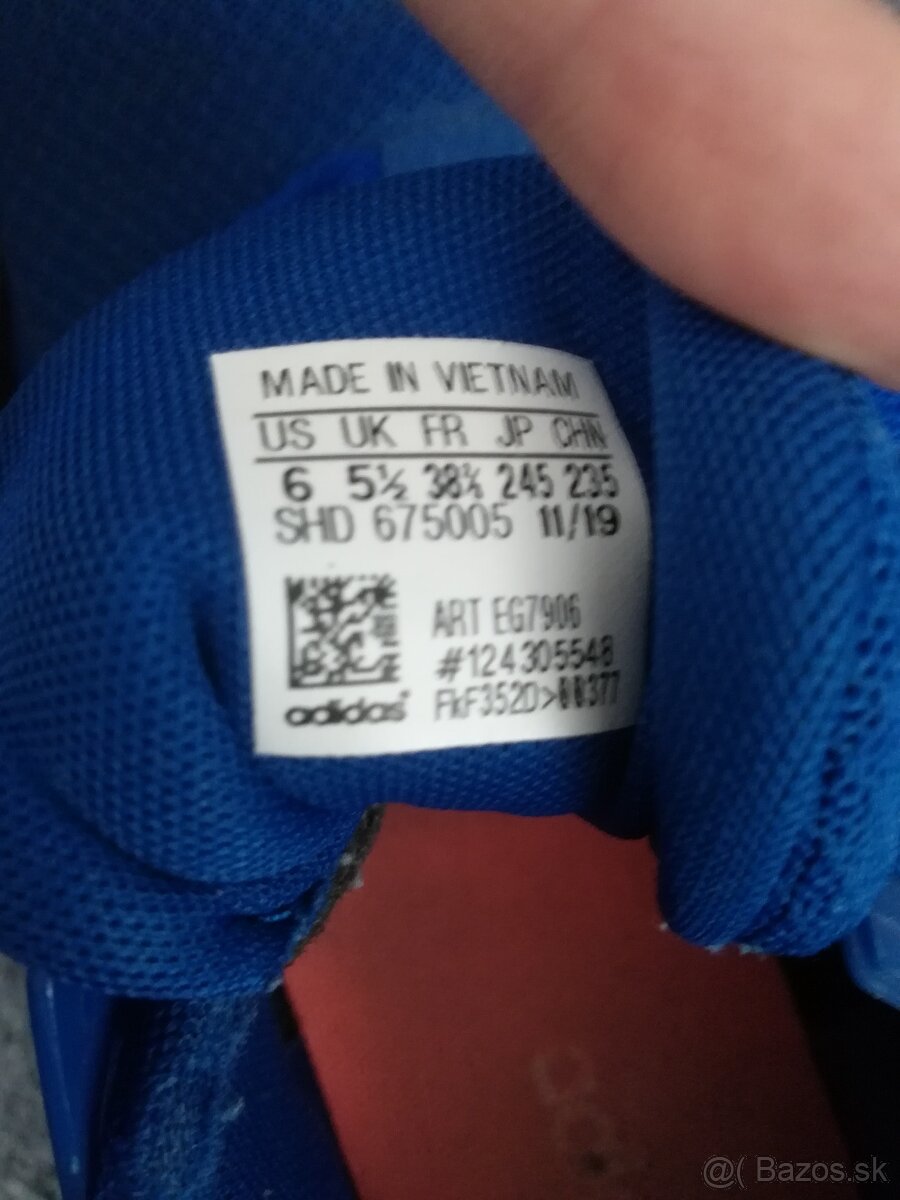 MADE IN VIETNAM
US UK FR JP CHN
6 5½ 38⅔ 245 235
SHD 675005 11/19
ART EG7906
#124305548
adidas
@( Bazos.sk